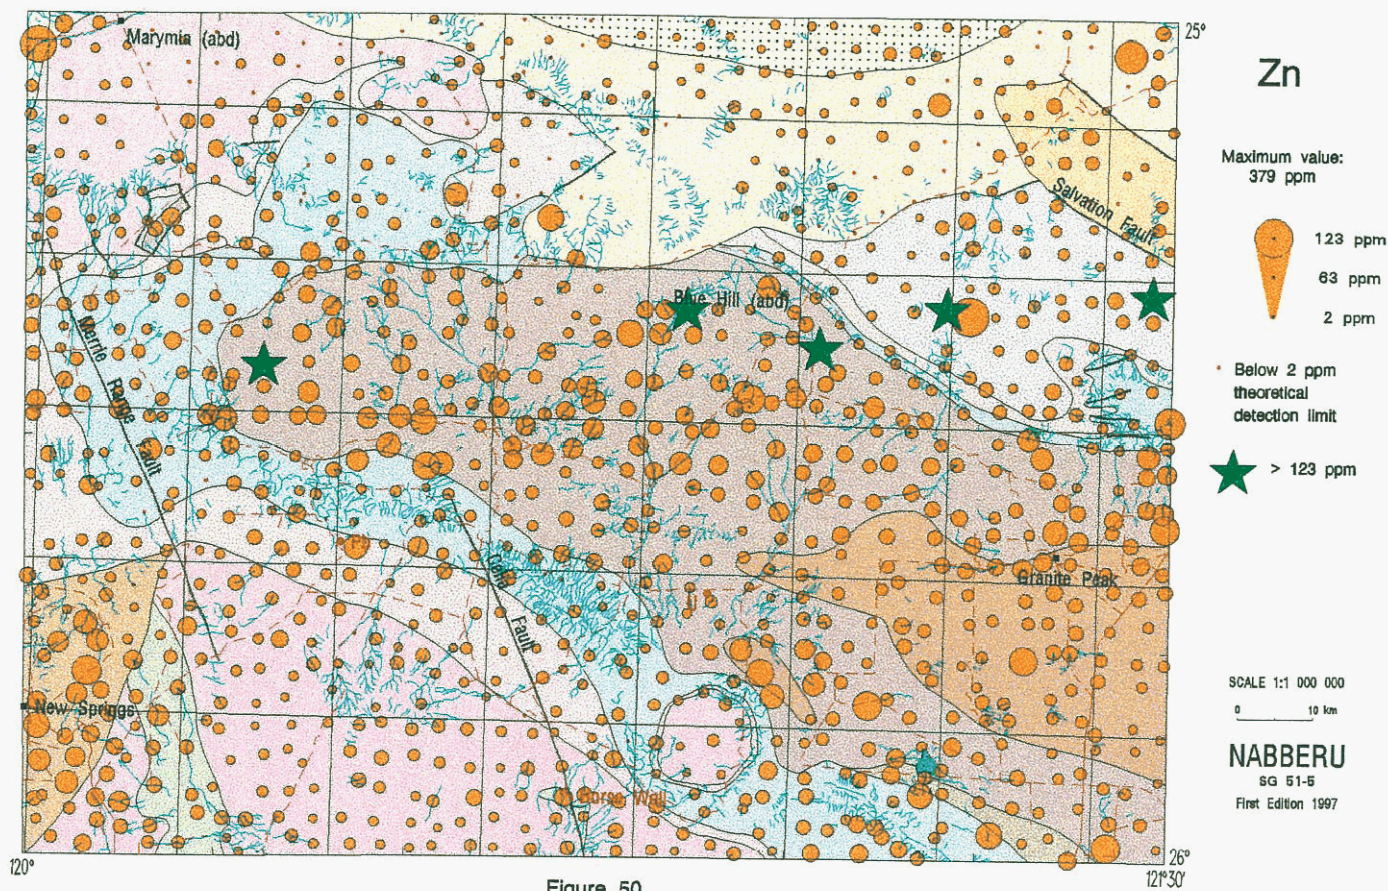 Marymia (abd)
25°
Zn
Maximum value:
379 ppm
Salvation Fault
123 ppm
63 ppm
2 ppm
Blue Hill (abd)
Merrie Range Fault
Below 2 ppm
theoretical
detection limit
> 123 ppm
Fault
Granite Peak
New Springs
SCALE 1:1 000 000
0 10 km
NABBERU
SG 51-5
First Edition 1997
Horse Well
120°
26°
121°30'
Figure 50